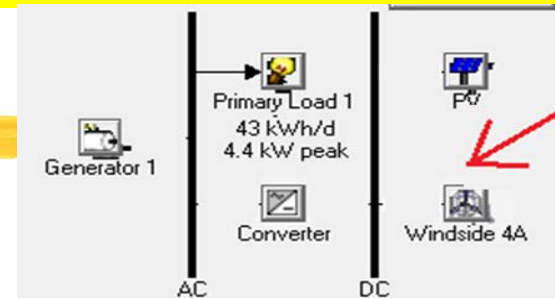 Primary Load 1
43 kWh/d
4.4 kW peak
PV
Generator 1
Converter
Windside 4A
AC
DC